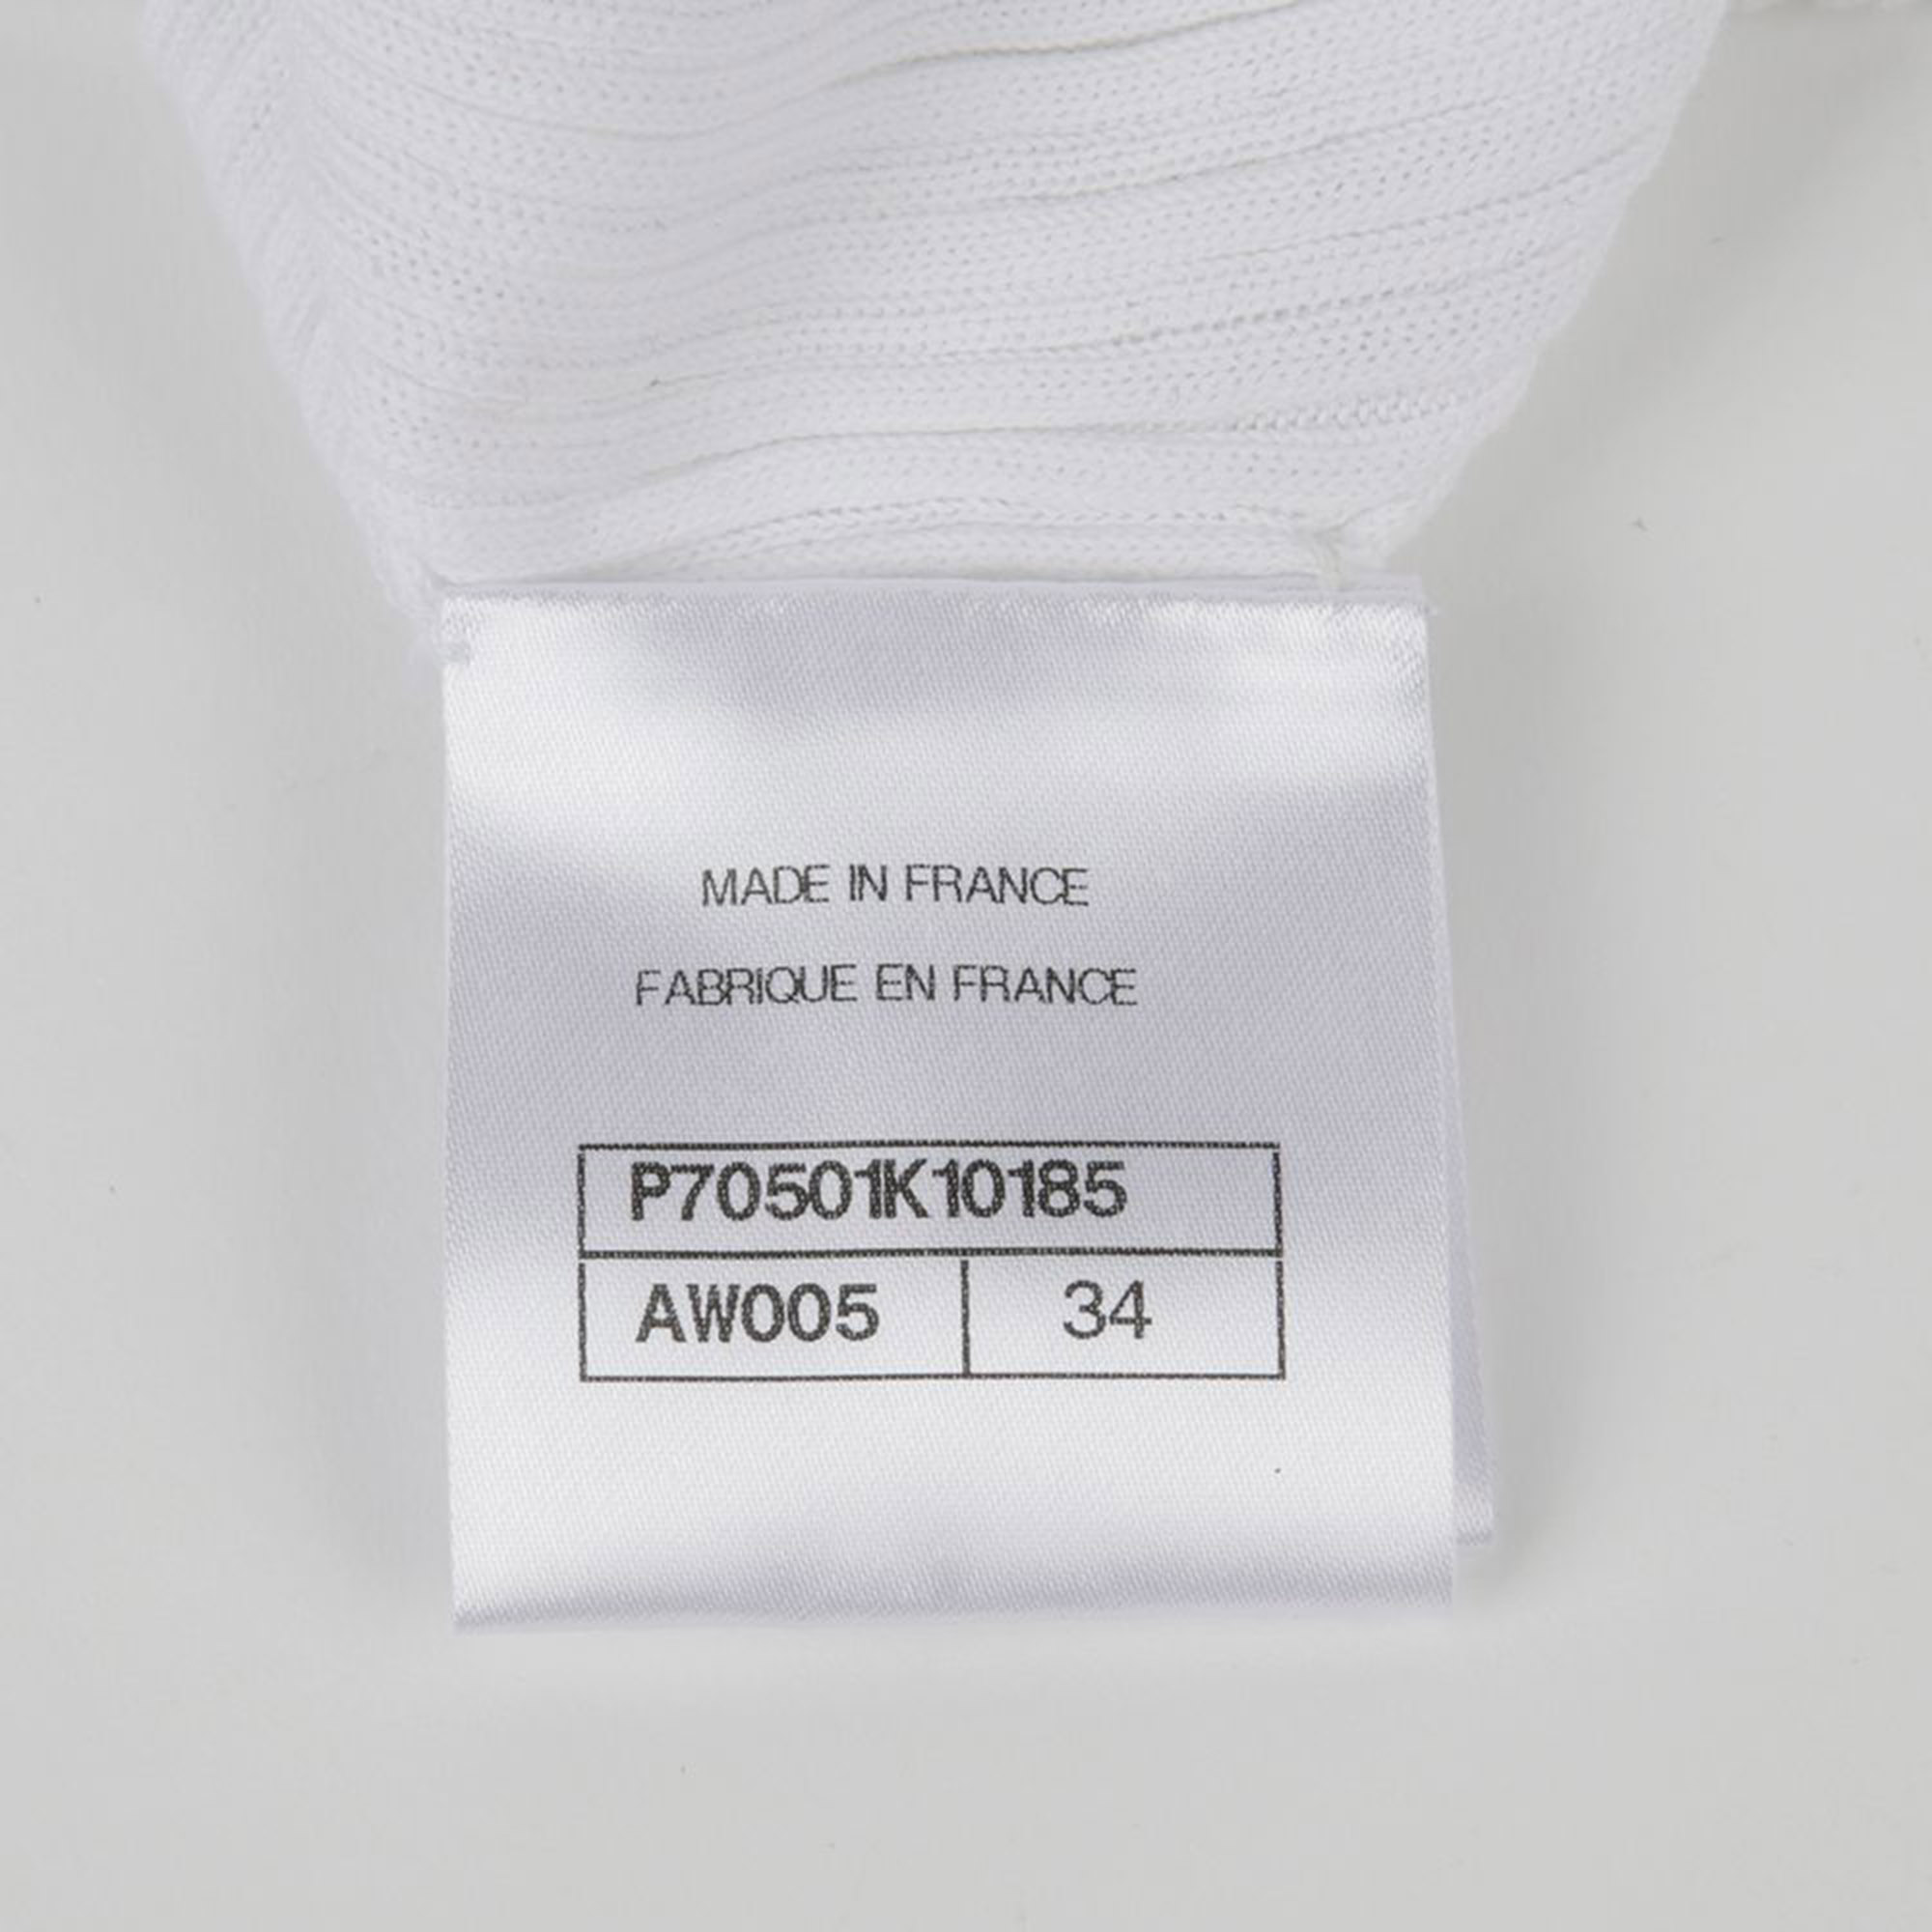 MADE IN FRANCE
FABRIQUE EN FRANCE
P70501K10185
AW005 34